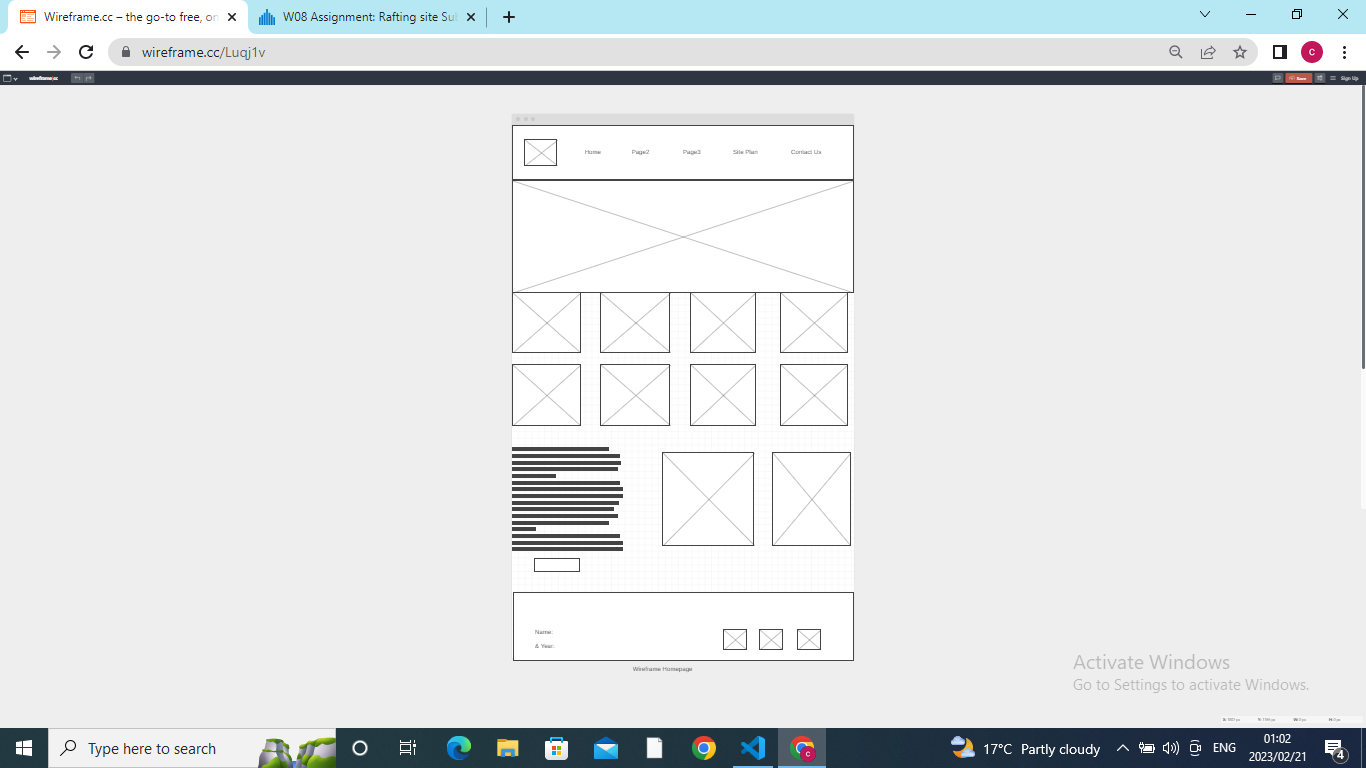 Wireframe.cc – the go-to free, on
W08 Assignment: Rafting site Sub
wireframe.cc/Luqj1v
C
wireframe.cc
Save
Sign Up
Home Page2 Page3 Site Plan Contact Us
Name:
& Year:
Wireframe Homepage
Activate Windows
Go to Settings to activate Windows.
Type here to search
17°C Partly cloudy
ENG
01:02
2023/02/21
4